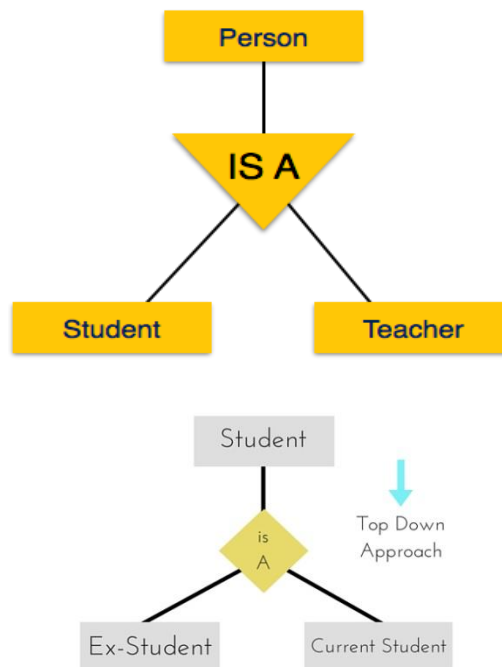 Person
IS A
Student
Teacher
Student
is
A
Top Down
Approach
Ex-Student
Current Student